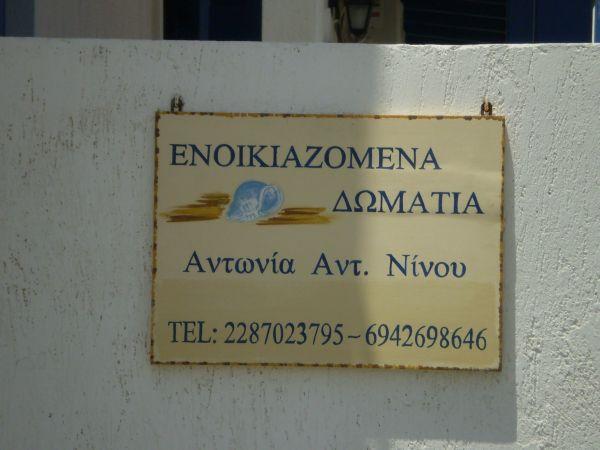 ΕΝΟΙΚΙΑΖΟΜΕΝΑ
ΔΩΜΑΤΙΑ
Αντωνία Αντ. Νίνου
TEL: 2287023795~6942698646